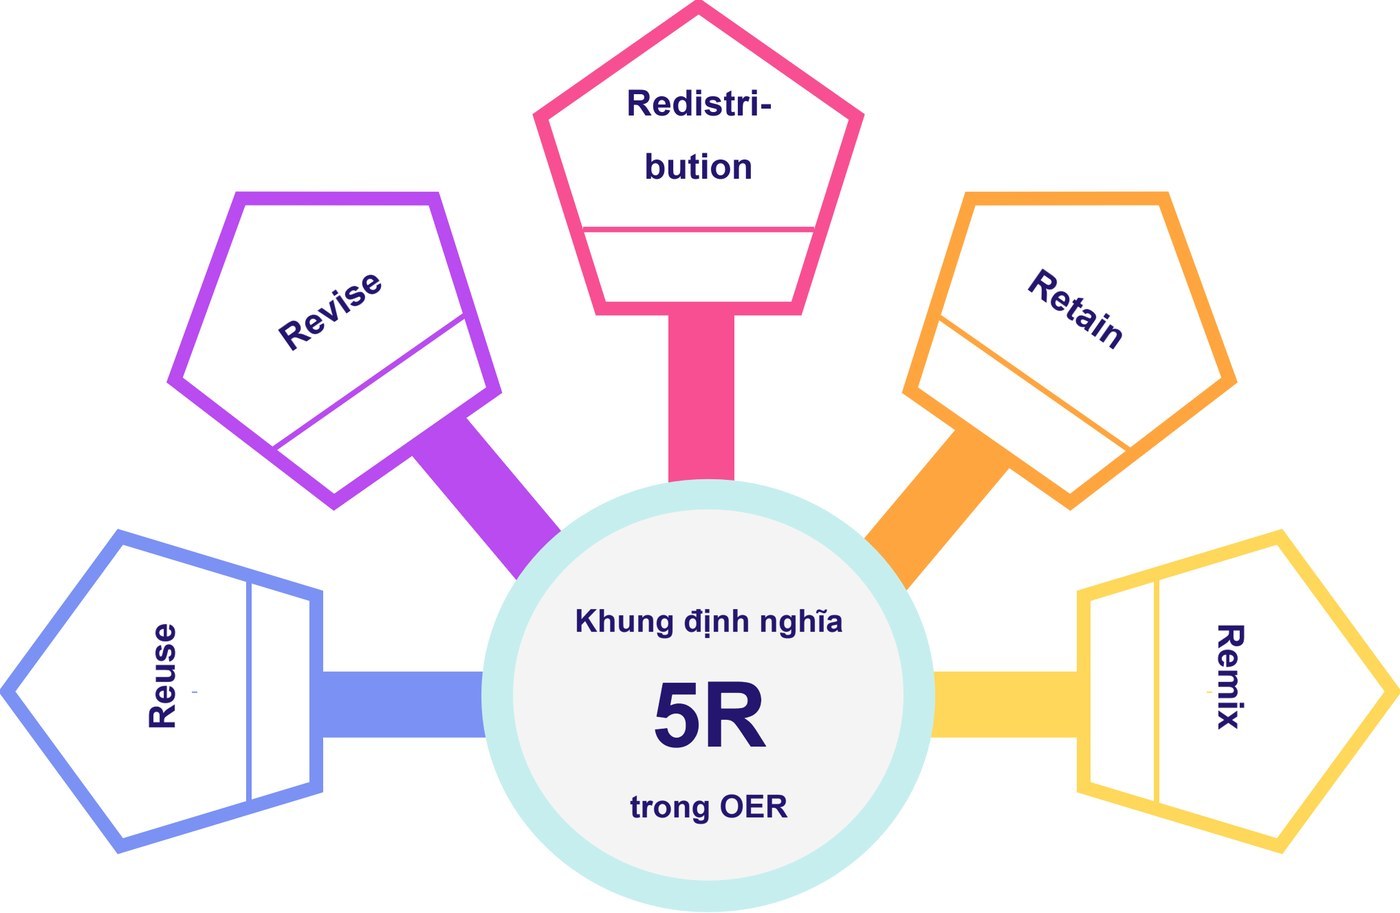 Redistri-
bution
Revise
Retain
Reuse
Remix
Khung định nghĩa
5R
trong OER